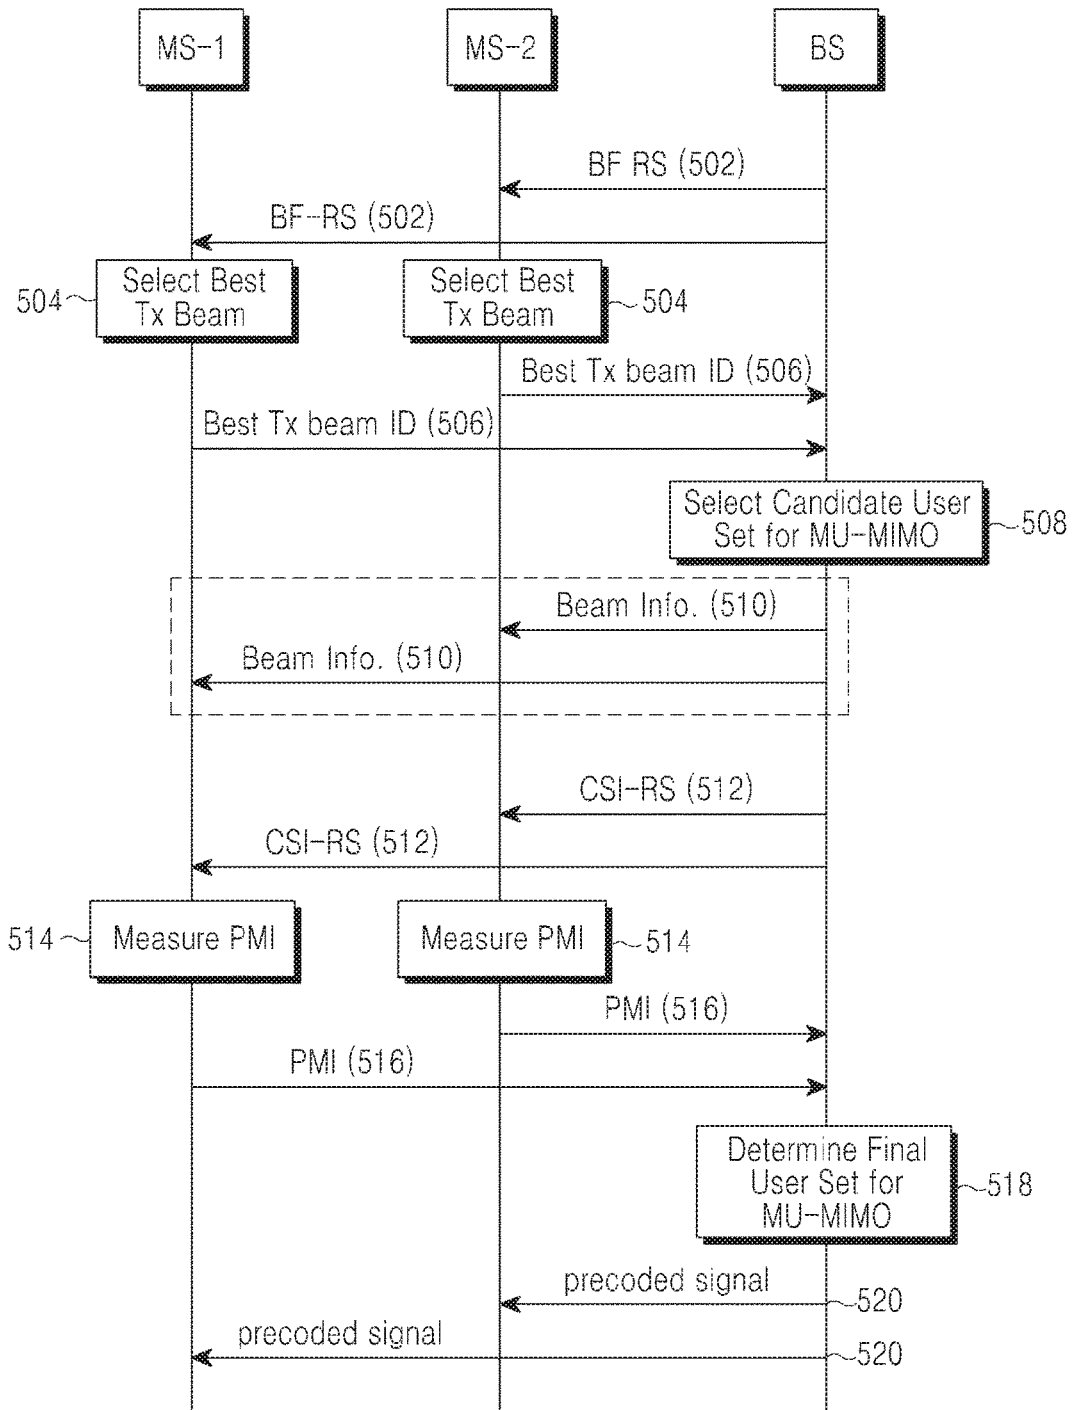 MS-1
MS-2
BS
BF RS (502)
BF-RS (502)
504
Select Best
Tx Beam
Select Best
Tx Beam
504
Best Tx beam ID (506)
Best Tx beam ID (506)
Select Candidate User
Set for MU-MIMO
508
Beam Info. (510)
Beam Info. (510)
CSI-RS (512)
CSI-RS (512)
514
Measure PMI
Measure PMI
514
PMI (516)
PMI (516)
Determine Final
User Set for
MU-MIMO
518
precoded signal
520
precoded signal
520